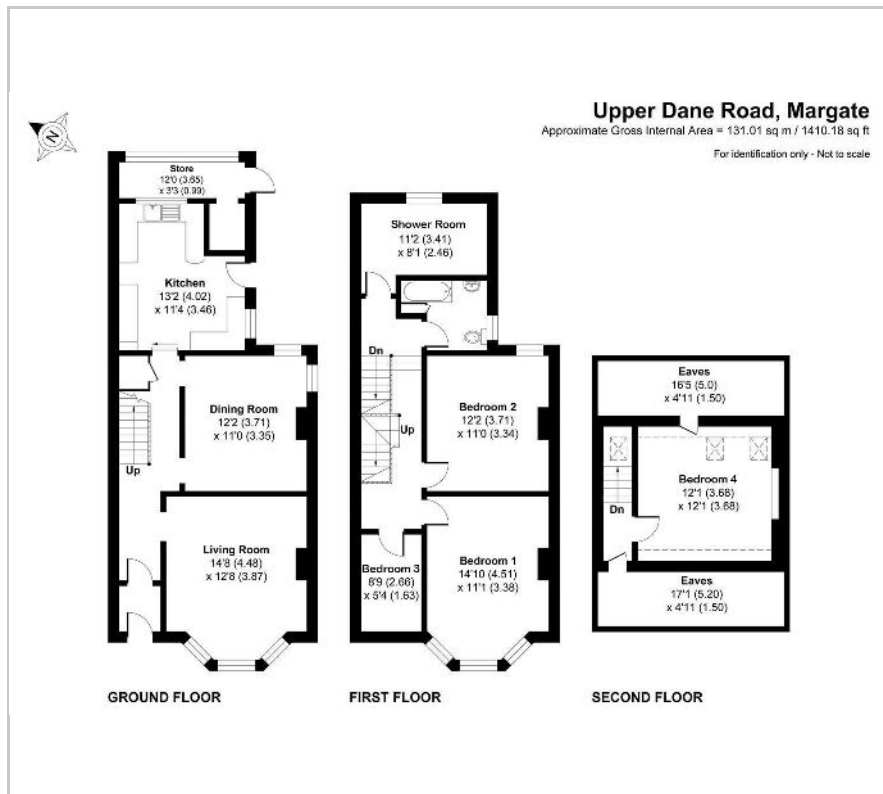 Upper Dane Road, Margate
Approximate Gross Internal Area = 131.01 sq m / 1410.18 sq ft
For identification only - Not to scale
N
Store
12'0 (3.65)
x 3'3 (0.99)
Kitchen
13'2 (4.02)
x 11'4 (3.46)
Dining Room
12'2 (3.71)
x 11'0 (3.35)
Up
Living Room
14'8 (4.48)
x 12'8 (3.87)
GROUND FLOOR
Shower Room
11'2 (3.41)
x 8'1 (2.46)
Dn
Up
Bedroom 2
12'2 (3.71)
x 11'0 (3.34)
Bedroom 3
8'9 (2.66)
x 5'4 (1.63)
Bedroom 1
14'10 (4.51)
x 11'1 (3.38)
FIRST FLOOR
Eaves
16'5 (5.0)
x 4'11 (1.50)
Bedroom 4
12'1 (3.68)
x 12'1 (3.68)
Dn
Eaves
17'1 (5.20)
x 4'11 (1.50)
SECOND FLOOR